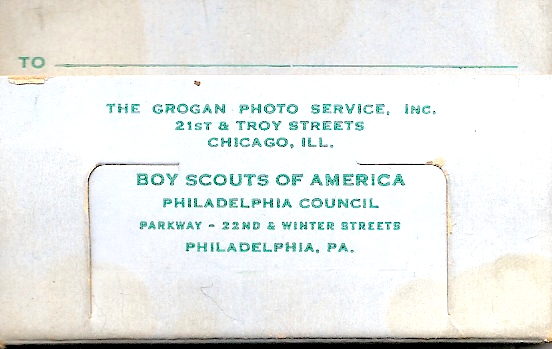 TO
THE GROGAN PHOTO SERVICE, INC.
21ST & TROY STREETS
CHICAGO, ILL.
BOY SCOUTS OF AMERICA
PHILADELPHIA COUNCIL
PARKWAY - 22ND & WINTER STREETS
PHILADELPHIA, PA.